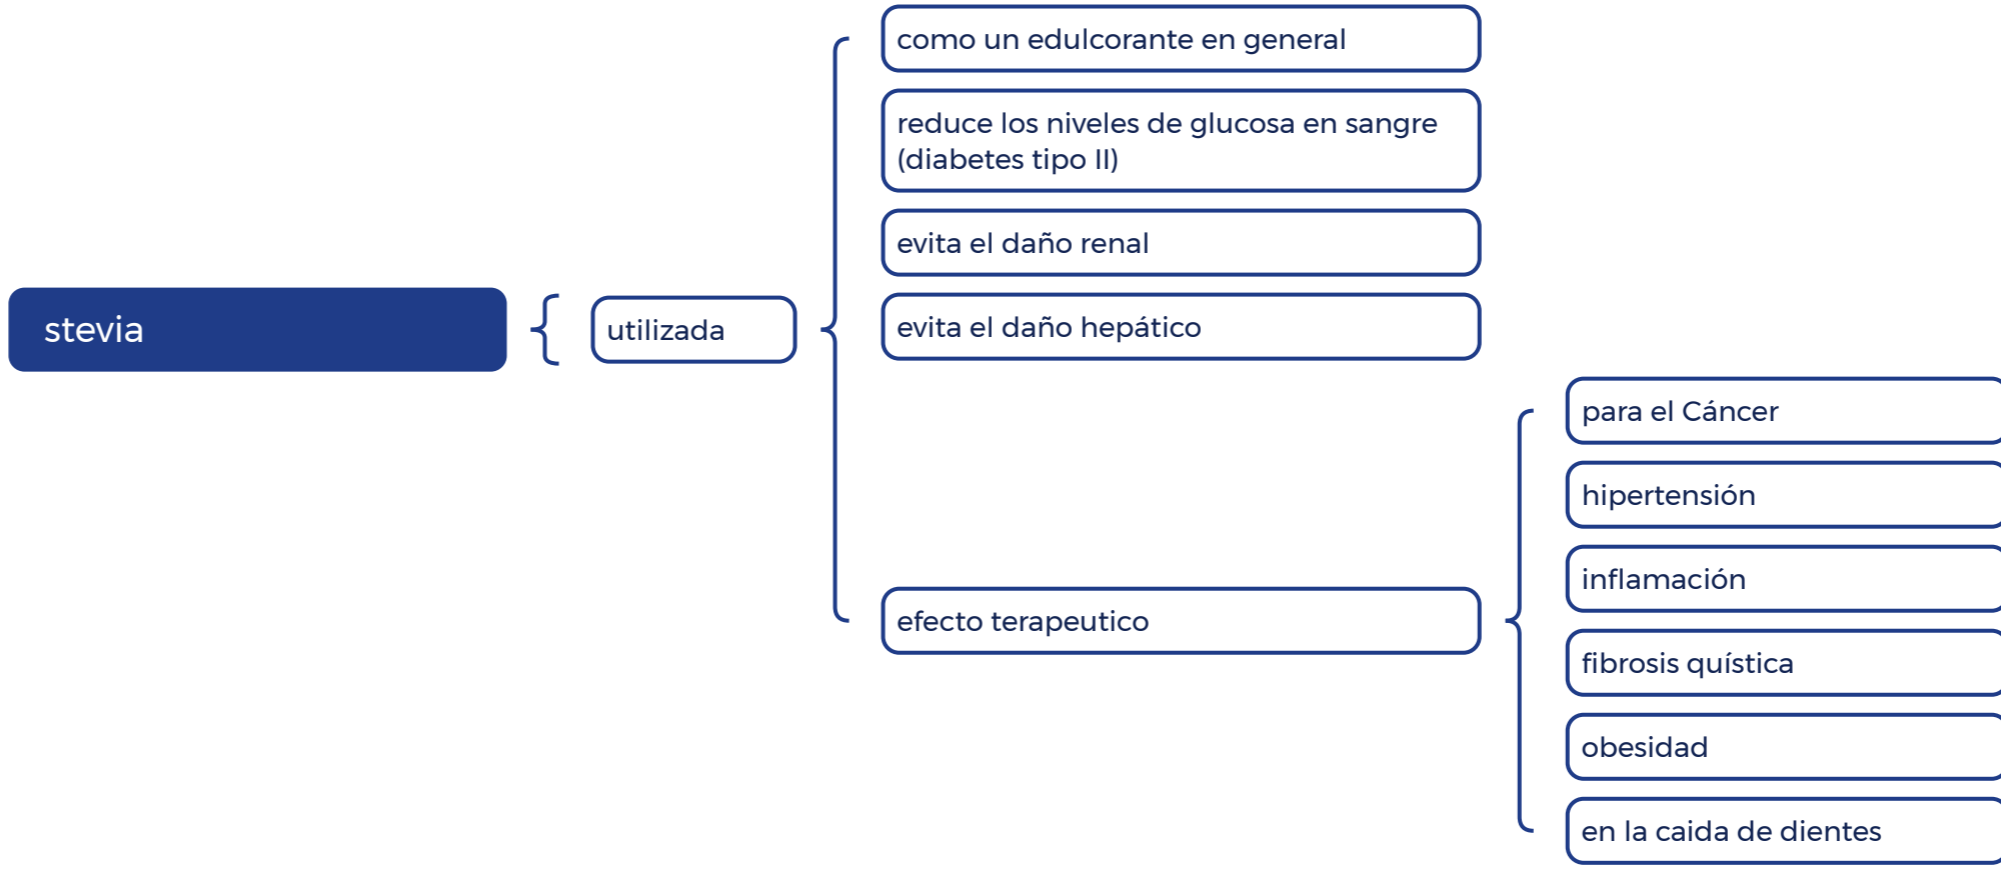 stevia
utilizada
como un edulcorante en general
reduce los niveles de glucosa en sangre
(diabetes tipo II)
evita el daño renal
evita el daño hepático
efecto terapeutico
para el Cáncer
hipertensión
inflamación
fibrosis quística
obesidad
en la caida de dientes